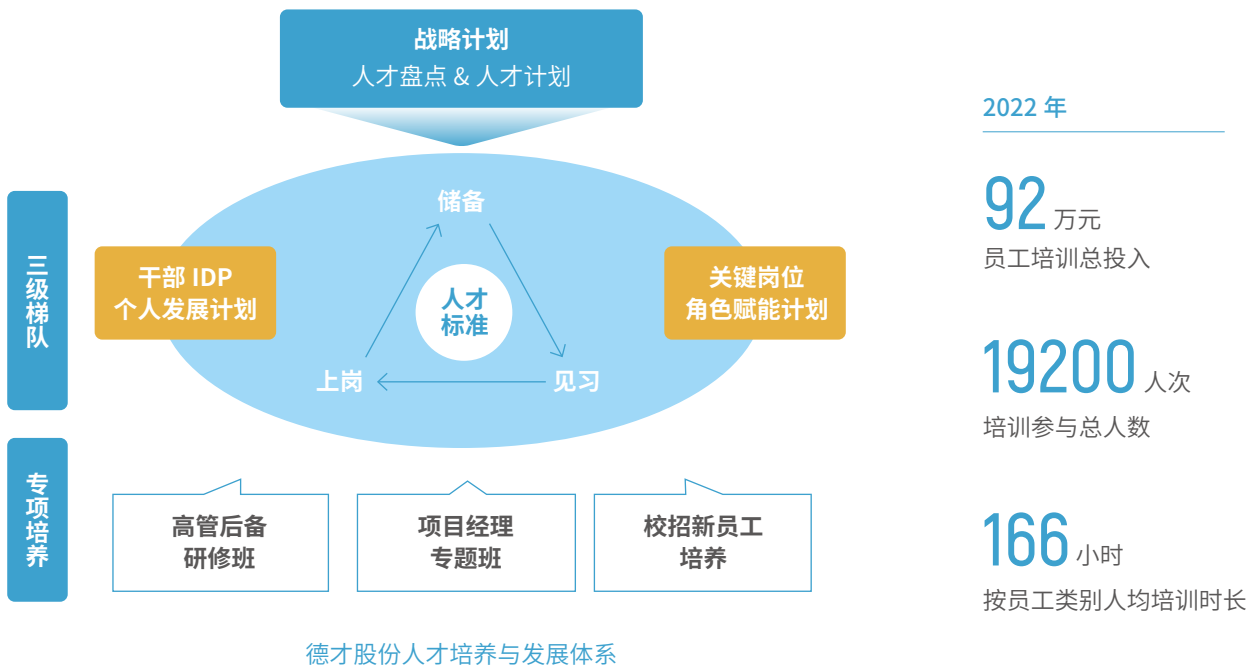 战略计划
人才盘点 & 人才计划
三级梯队
储备
干部 IDP
个人发展计划
人才
标准
关键岗位
角色赋能计划
上岗
见习
专项培养
高管后备
研修班
项目经理
专题班
校招新员工
培养
德才股份人才培养与发展体系
2022 年
92 万元
员工培训总投入
19200 人次
培训参与总人数
166 小时
按员工类别人均培训时长